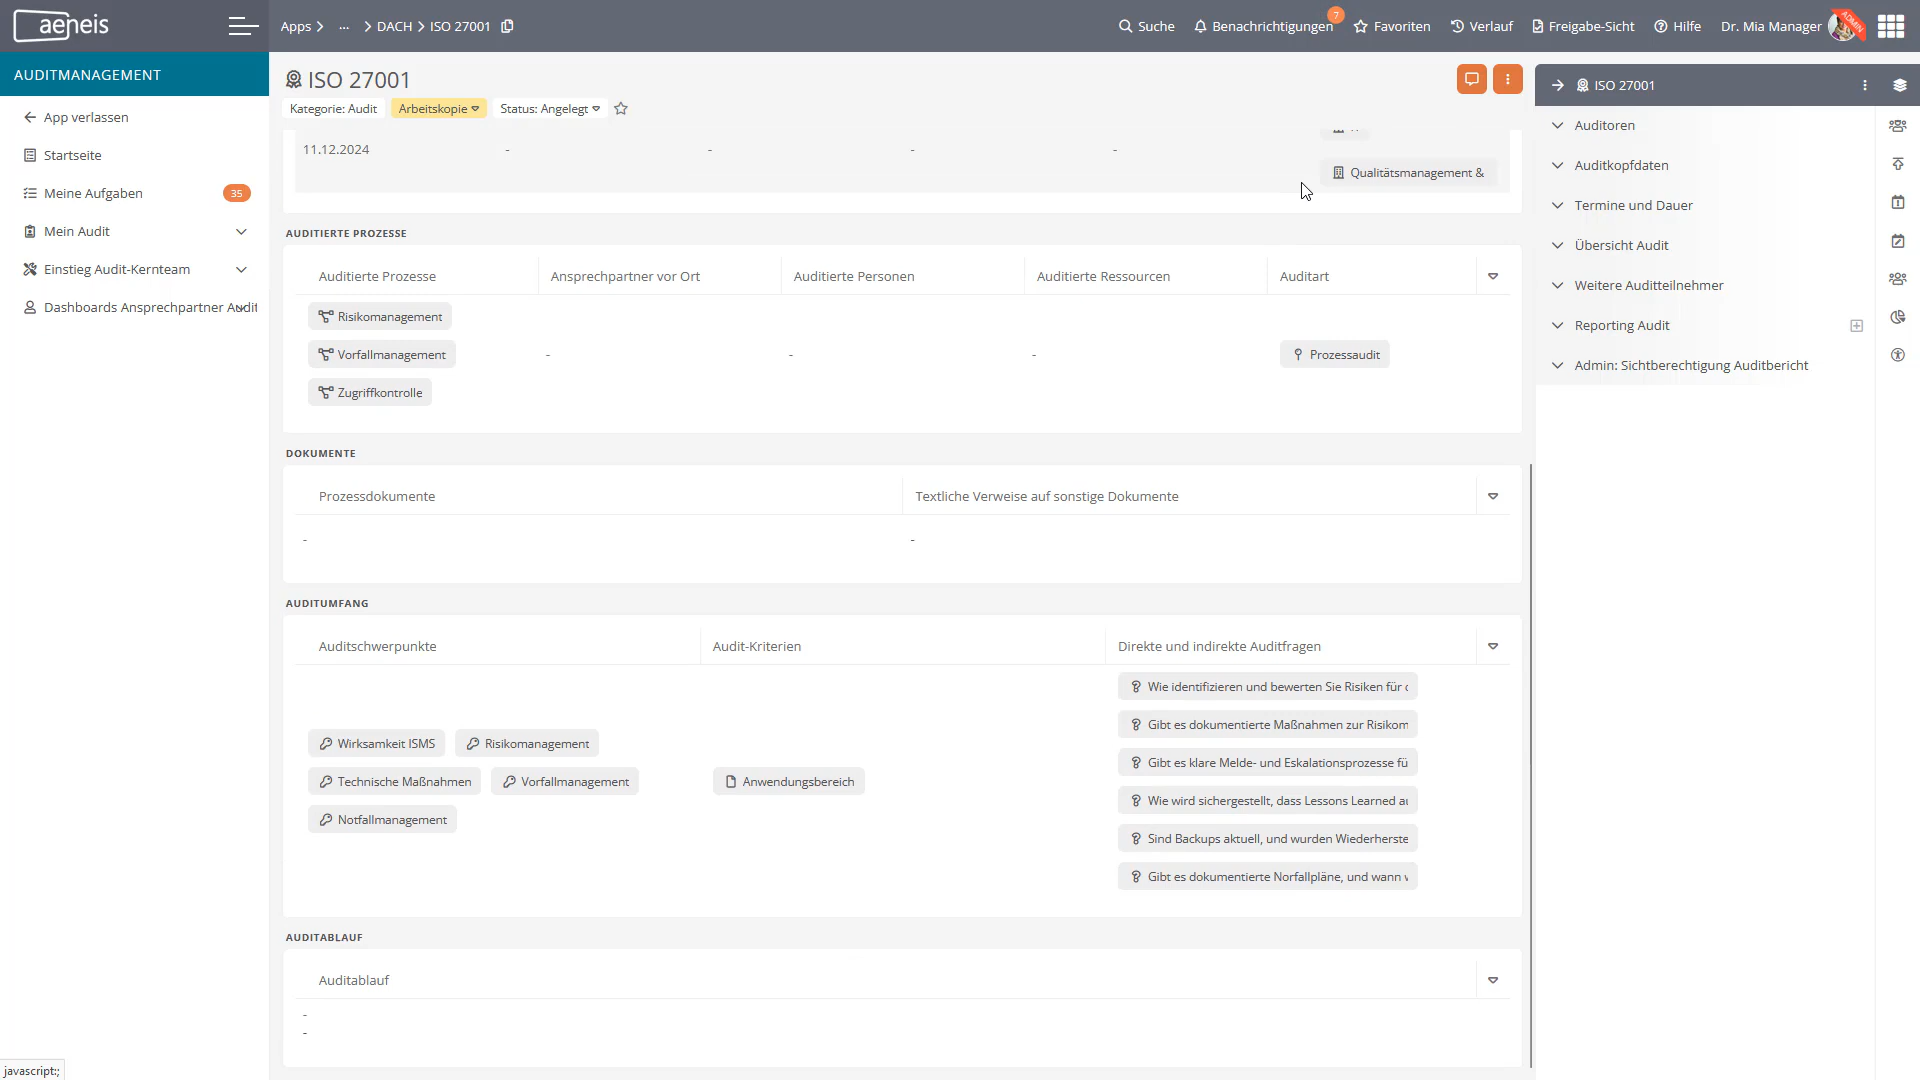 aeneis
Apps > ... > DACH > ISO 27001
Suche
Benachrichtigungen
7
Favoriten
Verlauf
Freigabe-Sicht
Hilfe
Dr. Mia Manager
ADMIN
AUDITMANAGEMENT
App verlassen
Startseite
Meine Aufgaben
35
Mein Audit
Einstieg Audit-Kernteam
Dashboards Ansprechpartner Audit
ISO 27001
Kategorie: Audit
Arbeitskopie
Status: Angelegt
11.12.2024 - - - -
Qualitätsmanagement &
AUDITIERTE PROZESSE
Auditierte Prozesse
Ansprechpartner vor Ort
Auditierte Personen
Auditierte Ressourcen
Auditart
Risikomanagement
Vorfallmanagement
Zugriffkontrolle
- - -
Prozessaudit
DOKUMENTE
Prozessdokumente
Textliche Verweise auf sonstige Dokumente
- -
AUDITUMFANG
Auditschwerpunkte
Audit-Kriterien
Direkte und indirekte Auditfragen
Wirksamkeit ISMS
Risikomanagement
Technische Maßnahmen
Vorfallmanagement
Notfallmanagement
Anwendungsbereich
Wie identifizieren und bewerten Sie Risiken für
Gibt es dokumentierte Maßnahmen zur Risikom
Gibt es klare Melde- und Eskalationsprozesse fü
Wie wird sichergestellt, dass Lessons Learned
Sind Backups aktuell, und wurden Wiederherste
Gibt es dokumentierte Norfallpläne, und wann
AUDITABLAUF
Auditablauf
-
-
ISO 27001
Auditoren
Auditkopfdaten
Termine und Dauer
Übersicht Audit
Weitere Auditteilnehmer
Reporting Audit
Admin: Sichtberechtigung Auditbericht
javascript:;